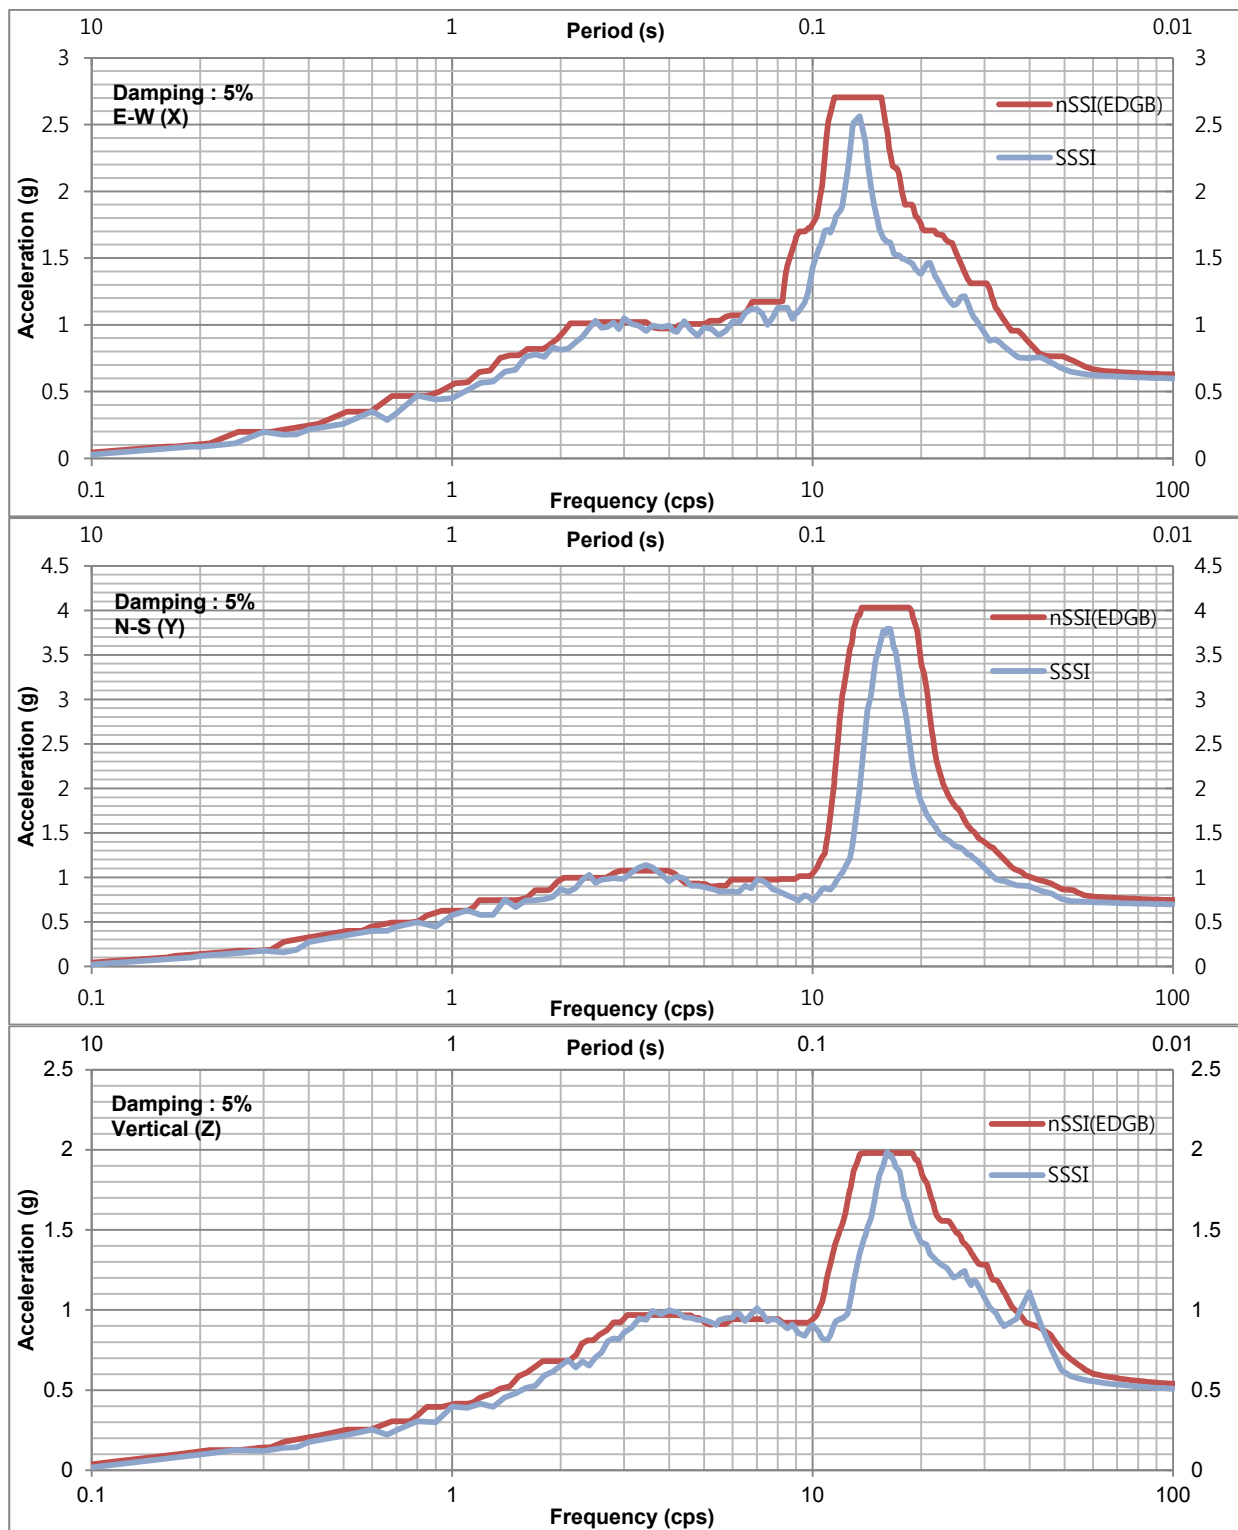 10 1 Period (s) 0.1 0.01
3 3
Damping : 5%
E-W (X)
nSSI(EDGB)
2.5 2.5
SSSI
2 2
Acceleration (g)
1.5 1.5
1 1
0.5 0.5
0 0
0.1 1 Frequency (cps) 10 100
10 1 Period (s) 0.1 0.01
4.5 4.5
Damping : 5%
N-S (Y)
4 nSSI(EDGB) 4
3.5 3.5
SSSI
3 3
Acceleration (g)
2.5 2.5
2 2
1.5 1.5
1 1
0.5 0.5
0 0
0.1 1 Frequency (cps) 10 100
10 1 Period (s) 0.1 0.01
2.5 2.5
Damping : 5%
Vertical (Z)
nSSI(EDGB)
2 2
SSSI
Acceleration (g)
1.5 1.5
1 1
0.5 0.5
0 0
0.1 1 Frequency (cps) 10 100